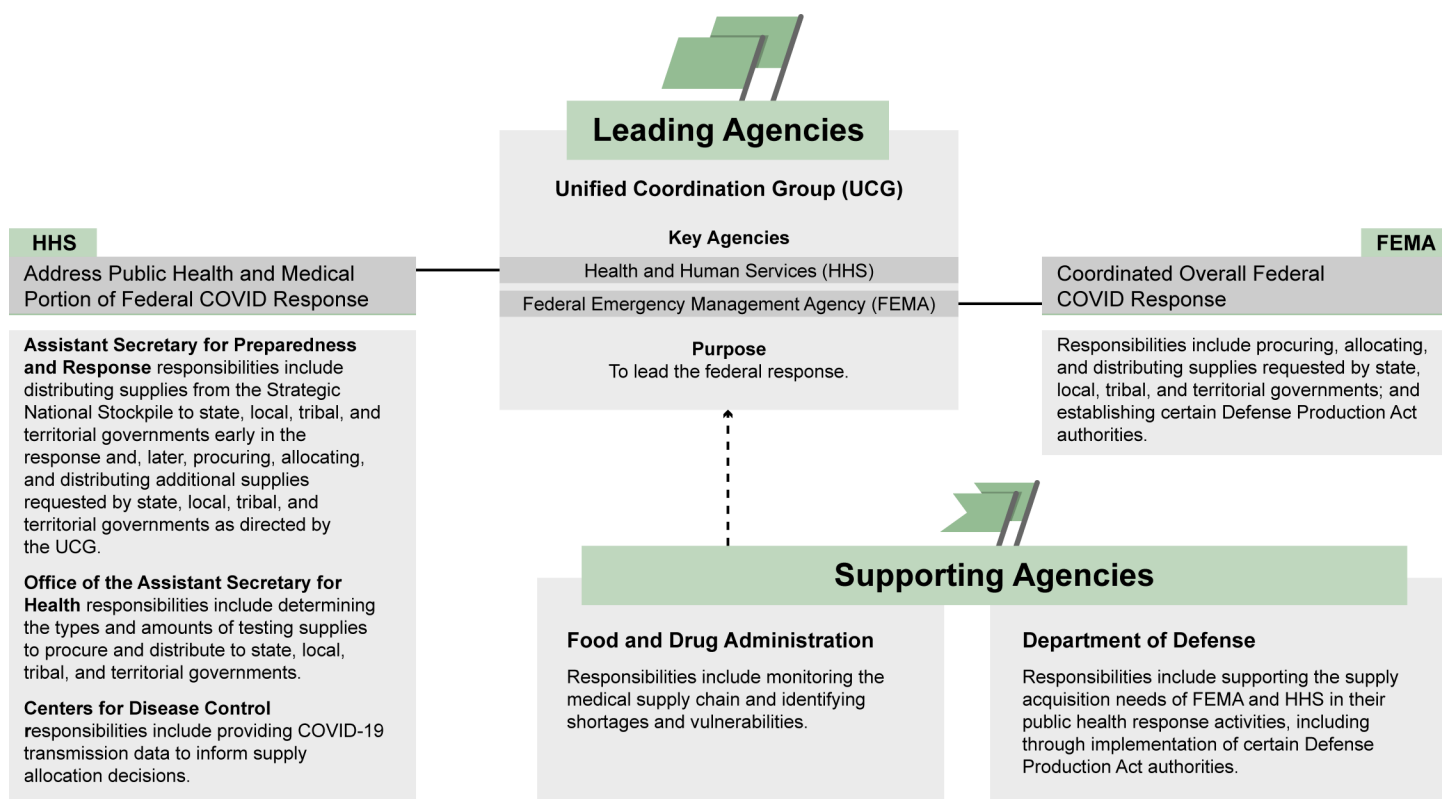 Leading Agencies
Unified Coordination Group (UCG)
Key Agencies
Health and Human Services (HHS)
Federal Emergency Management Agency (FEMA)
Purpose
To lead the federal response.
HHS
Address Public Health and Medical
Portion of Federal COVID Response
Assistant Secretary for Preparedness
and Response responsibilities include
distributing supplies from the Strategic
National Stockpile to state, local, tribal, and
territorial governments early in the
response and, later, procuring, allocating,
and distributing additional supplies
requested by state, local, tribal, and
territorial governments as directed by
the UCG.
Office of the Assistant Secretary for
Health responsibilities include determining
the types and amounts of testing supplies
to procure and distribute to state, local,
tribal, and territorial governments.
Centers for Disease Control
responsibilities include providing COVID-19
transmission data to inform supply
allocation decisions.
FEMA
Coordinated Overall Federal
COVID Response
Responsibilities include procuring, allocating,
and distributing supplies requested by state,
local, tribal, and territorial governments; and
establishing certain Defense Production Act
authorities.
Supporting Agencies
Food and Drug Administration
Responsibilities include monitoring the
medical supply chain and identifying
shortages and vulnerabilities.
Department of Defense
Responsibilities include supporting the supply
acquisition needs of FEMA and HHS in their
public health response activities, including
through implementation of certain Defense
Production Act authorities.